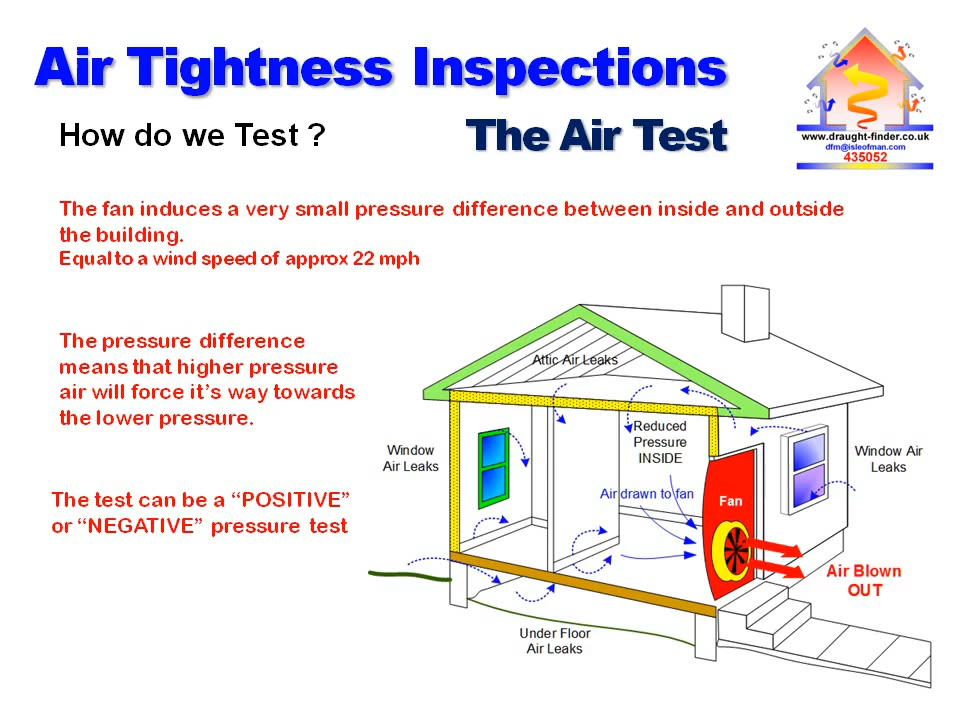 Air Tightness Inspections
How do we Test ?
The Air Test
www.draught-finder.co.uk
dfm@isleofman.com
435052
The fan induces a very small pressure difference between inside and outside
the building.
Equal to a wind speed of approx 22 mph
The pressure difference
means that higher pressure
air will force it's way towards
the lower pressure.
The test can be a “POSITIVE”
or “NEGATIVE” pressure test
Attic Air Leaks
Window
Air Leaks
Reduced
Pressure
INSIDE
Window Air
Leaks
Air drawn to fan
Fan
Air Blown
OUT
Under Floor
Air Leaks